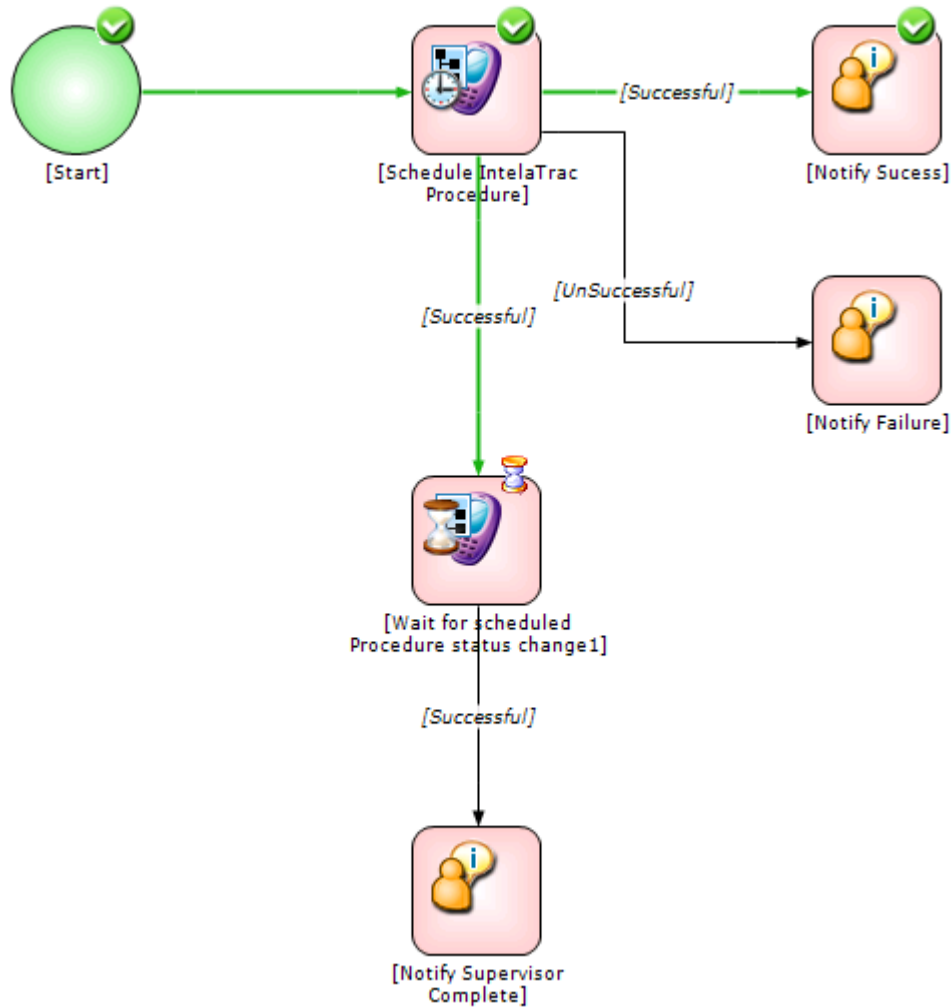 [Successful]
[Start]
[Schedule IntelaTrac
Procedure]
[Notify Sucess]
[UnSuccessful]
[Successful]
[Notify Failure]
[Wait for scheduled
Procedure status change1]
[Successful]
[Notify Supervisor
Complete]